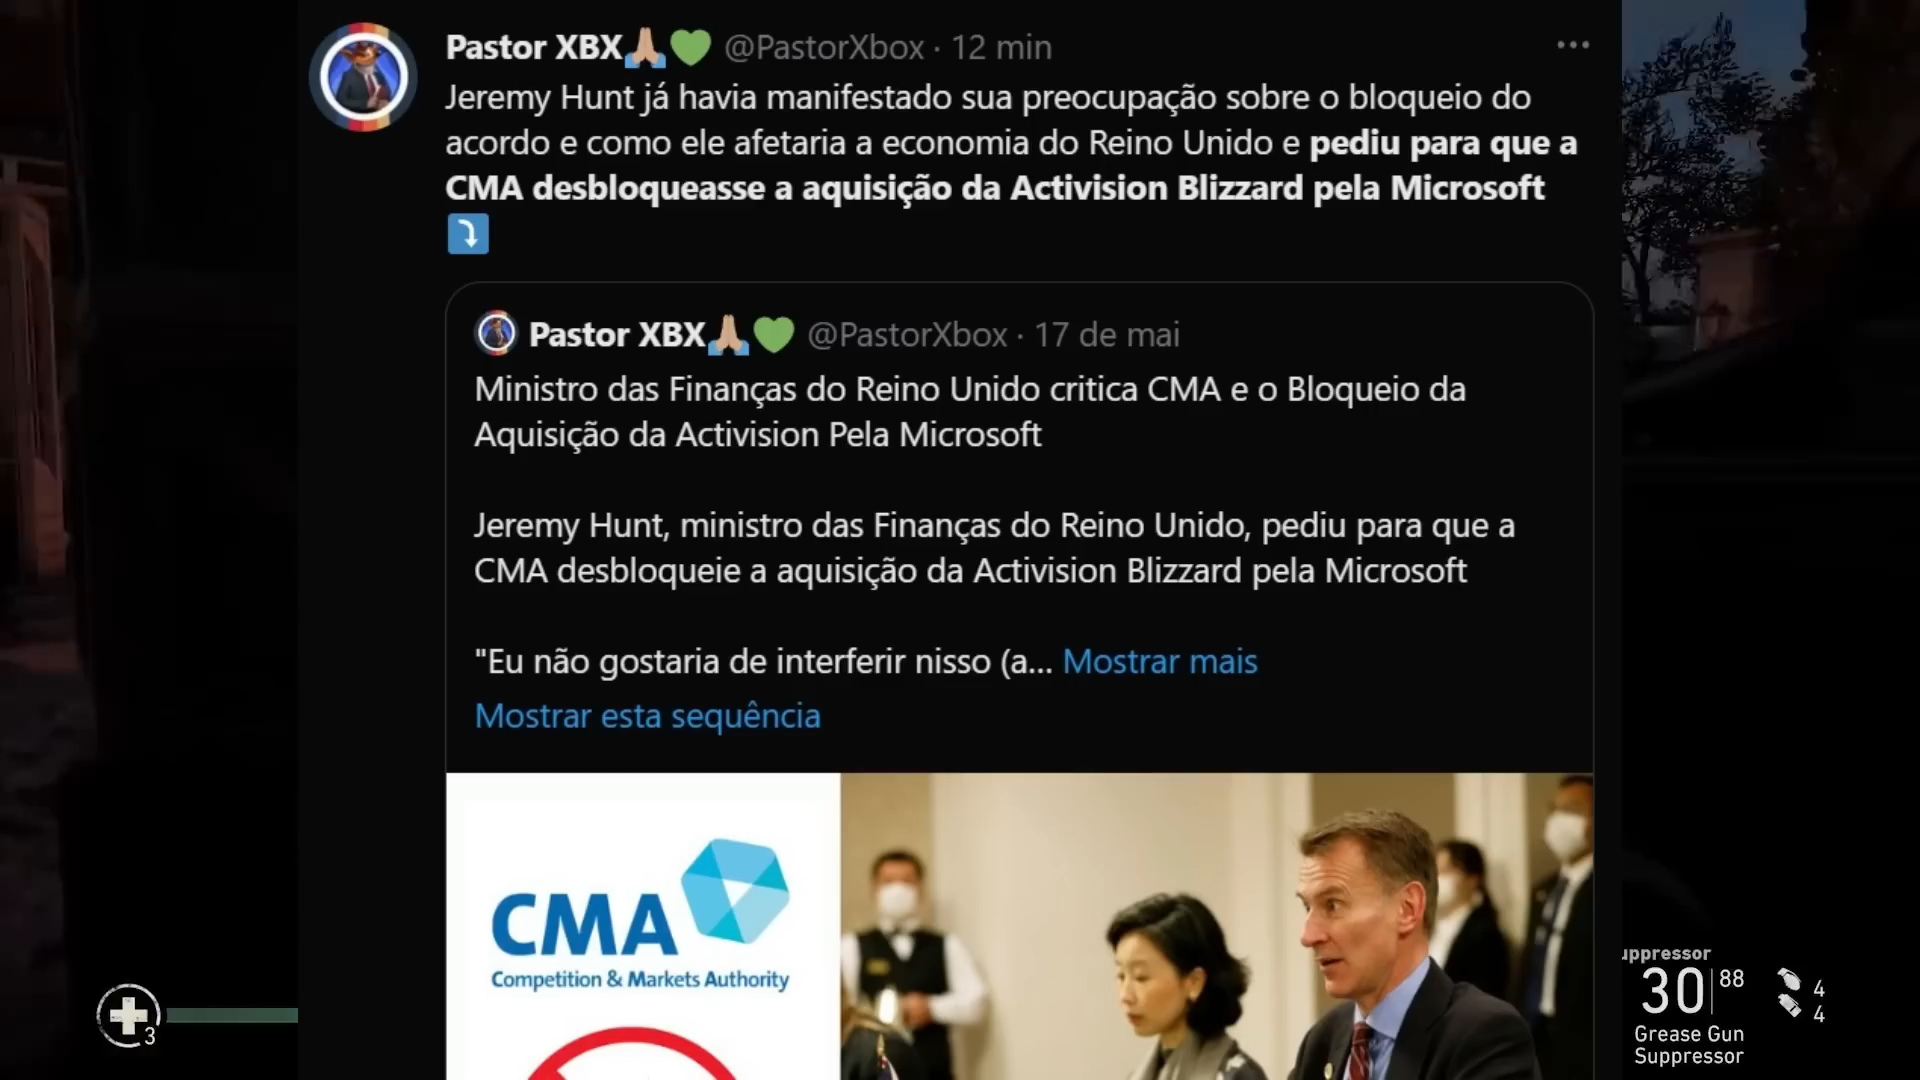 Pastor XBX🙏🏼💚 @PastorXbox · 12 min
Jeremy Hunt já havia manifestado sua preocupação sobre o bloqueio do
acordo e como ele afetaria a economia do Reino Unido e pediu para que a
CMA desbloqueasse a aquisição da Activision Blizzard pela Microsoft
⤵️
Pastor XBX🙏🏼💚 @PastorXbox · 17 de mai
Ministro das Finanças do Reino Unido critica CMA e o Bloqueio da
Aquisição da Activision Pela Microsoft
Jeremy Hunt, ministro das Finanças do Reino Unido, pediu para que a
CMA desbloqueie a aquisição da Activision Blizzard pela Microsoft
"Eu não gostaria de interferir nisso (a... Mostrar mais
Mostrar esta sequência
CMA
Competition & Markets Authority
3
uppressor
30|88
4
4
Grease Gun
Suppressor